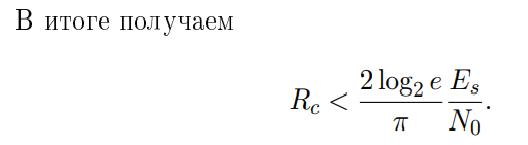 В итоге получаем
$$R_c < \frac{2 \log_2 e}{\pi} \frac{E_s}{N_0}.$$